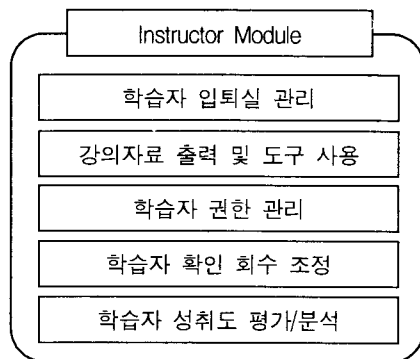 Instructor Module
학습자 입퇴실 관리
강의자료 출력 및 도구 사용
학습자 권한 관리
학습자 확인 회수 조정
학습자 성취도 평가/분석